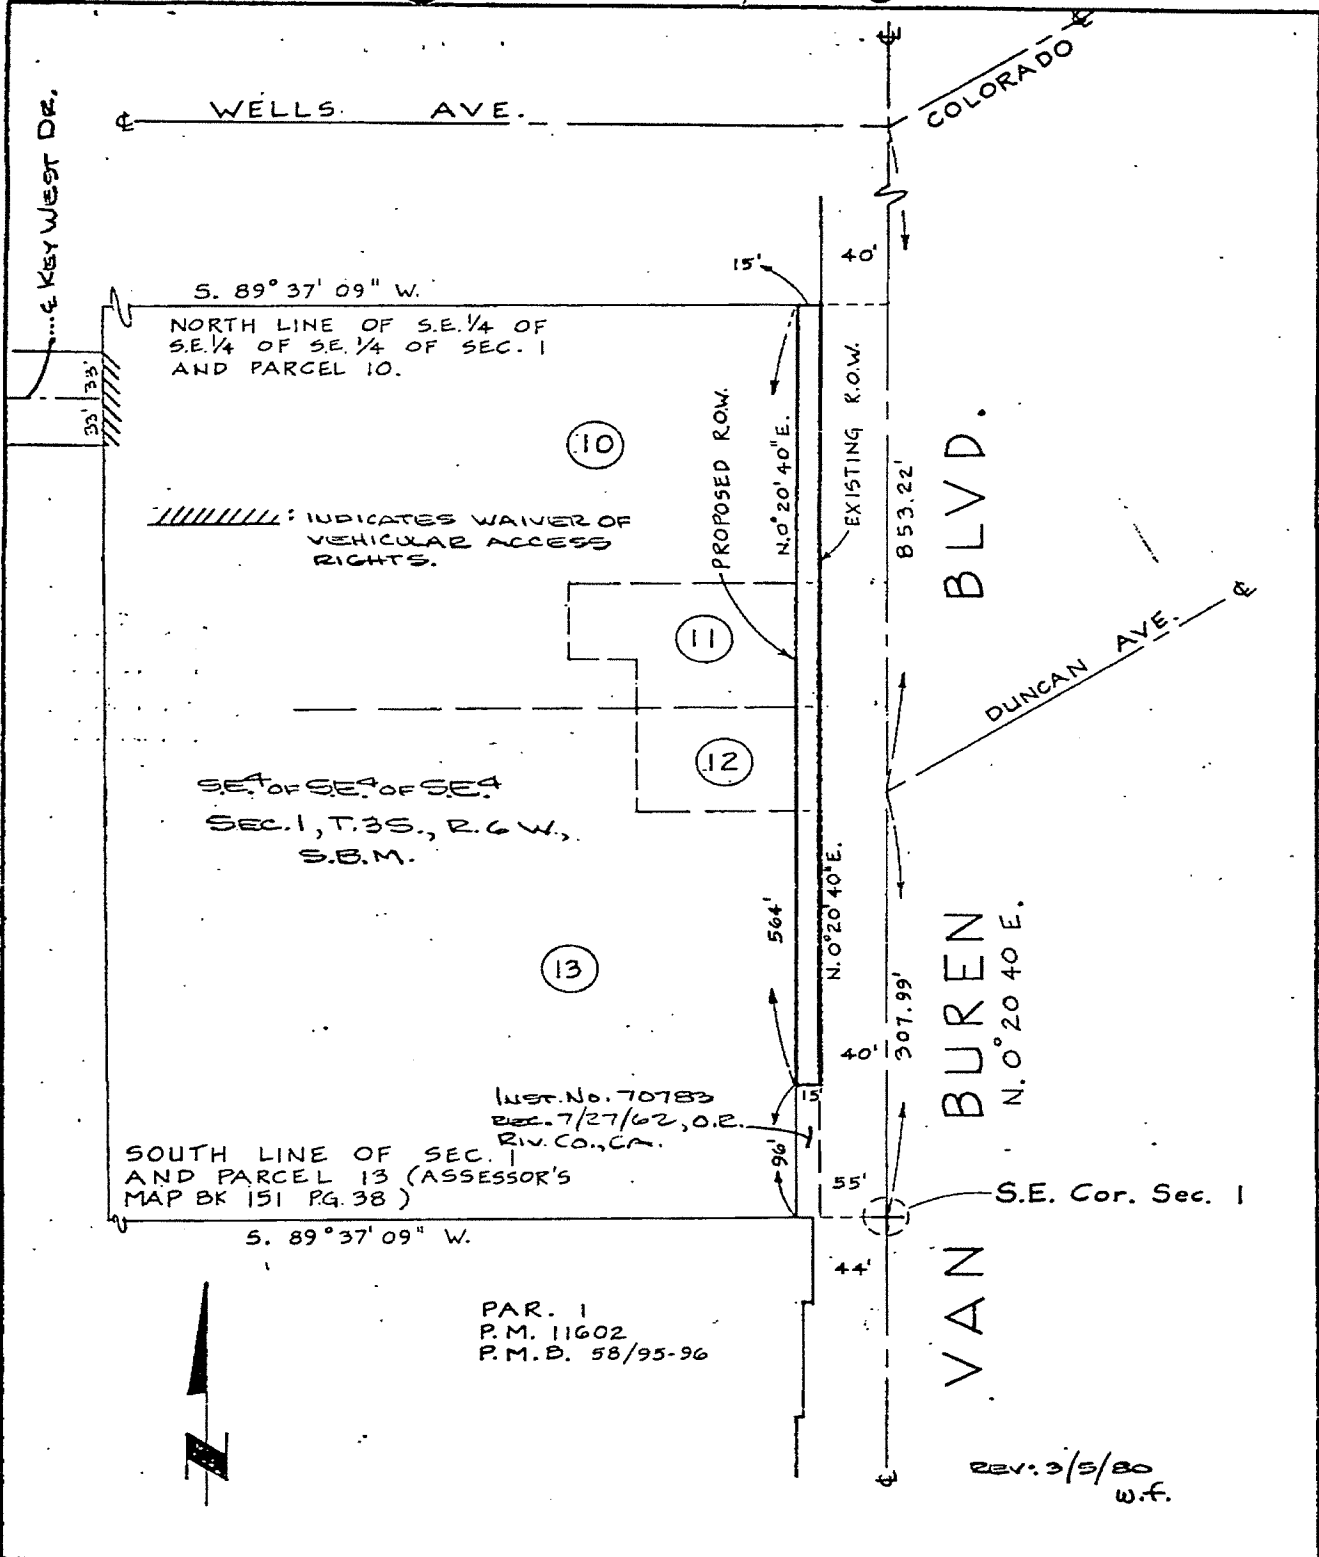 ℄ KEY WEST DR.
℄ WELLS AVE.
℄
COLORADO
℄
40'
15'
S. 89° 37' 09" W.
NORTH LINE OF S.E. 1/4 OF
S.E. 1/4 OF S.E. 1/4 OF SEC. 1
AND PARCEL 10.
33'
33'
10
PROPOSED R.O.W.
N. 0° 20' 40" E.
EXISTING R.O.W.
853.22'
: INDICATES WAIVER OF
VEHICULAR ACCESS
RIGHTS.
11
12
DUNCAN AVE.
℄
S.E.4 OF S.E.4 OF S.E.4
SEC. 1, T. 3 S., R. 6 W.,
S.B.M.
564'
N. 0° 20' 40" E.
13
40'
307.99'
VAN BUREN BLVD.
N. 0° 20 40 E.
INST. No. 70783
REC. 7/27/62, O.R.
RIV. CO., CA.
15
96'
SOUTH LINE OF SEC. 1
AND PARCEL 13 (ASSESSOR'S
MAP BK 151 PG. 38)
55'
S.E. Cor. Sec. 1
S. 89° 37' 09" W.
44'
PAR. 1
P.M. 11602
P.M.B. 58/95-96
N
℄
REV: 3/5/80
W.F.